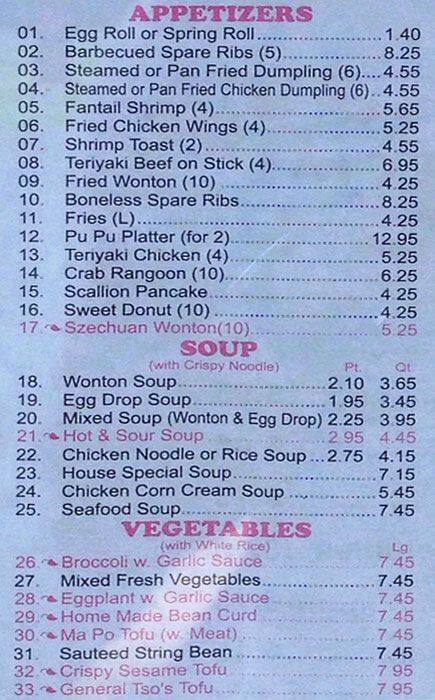 APPETIZERS
01. Egg Roll or Spring Roll 1.40
02. Barbecued Spare Ribs (5) 8.25
03. Steamed or Pan Fried Dumpling (6) 4.55
04. Steamed or Pan Fried Chicken Dumpling (6) 4.55
05. Fantail Shrimp (4) 5.65
06. Fried Chicken Wings (4) 5.25
07. Shrimp Toast (2) 4.55
08. Teriyaki Beef on Stick (4) 6.95
09. Fried Wonton (10) 4.25
10. Boneless Spare Ribs 8.25
11. Fries (L) 4.25
12. Pu Pu Platter (for 2) 12.95
13. Teriyaki Chicken (4) 5.25
14. Crab Rangoon (10) 6.25
15. Scallion Pancake 4.25
16. Sweet Donut (10) 4.25
17. Szechuan Wonton(10) 5.25
SOUP
(with Crispy Noodle) Pt. Qt
18. Wonton Soup 2.10 3.65
19. Egg Drop Soup 1.95 3.45
20. Mixed Soup (Wonton & Egg Drop) 2.25 3.95
21. Hot & Sour Soup 2.95 4.45
22. Chicken Noodle or Rice Soup 2.75 4.15
23. House Special Soup 7.15
24. Chicken Corn Cream Soup 5.45
25. Seafood Soup 7.45
VEGETABLES
(with White Rice) Lg
26. Broccoli w. Garlic Sauce 7.45
27. Mixed Fresh Vegetables 7.45
28. Eggplant w. Garlic Sauce 7.45
29. Home Made Bean Curd 7.45
30. Ma Po Tofu (w. Meat) 7.45
31. Sauteed String Bean 7.45
32. Crispy Sesame Tofu 7.95
33. General Tso's Tofu 7.95